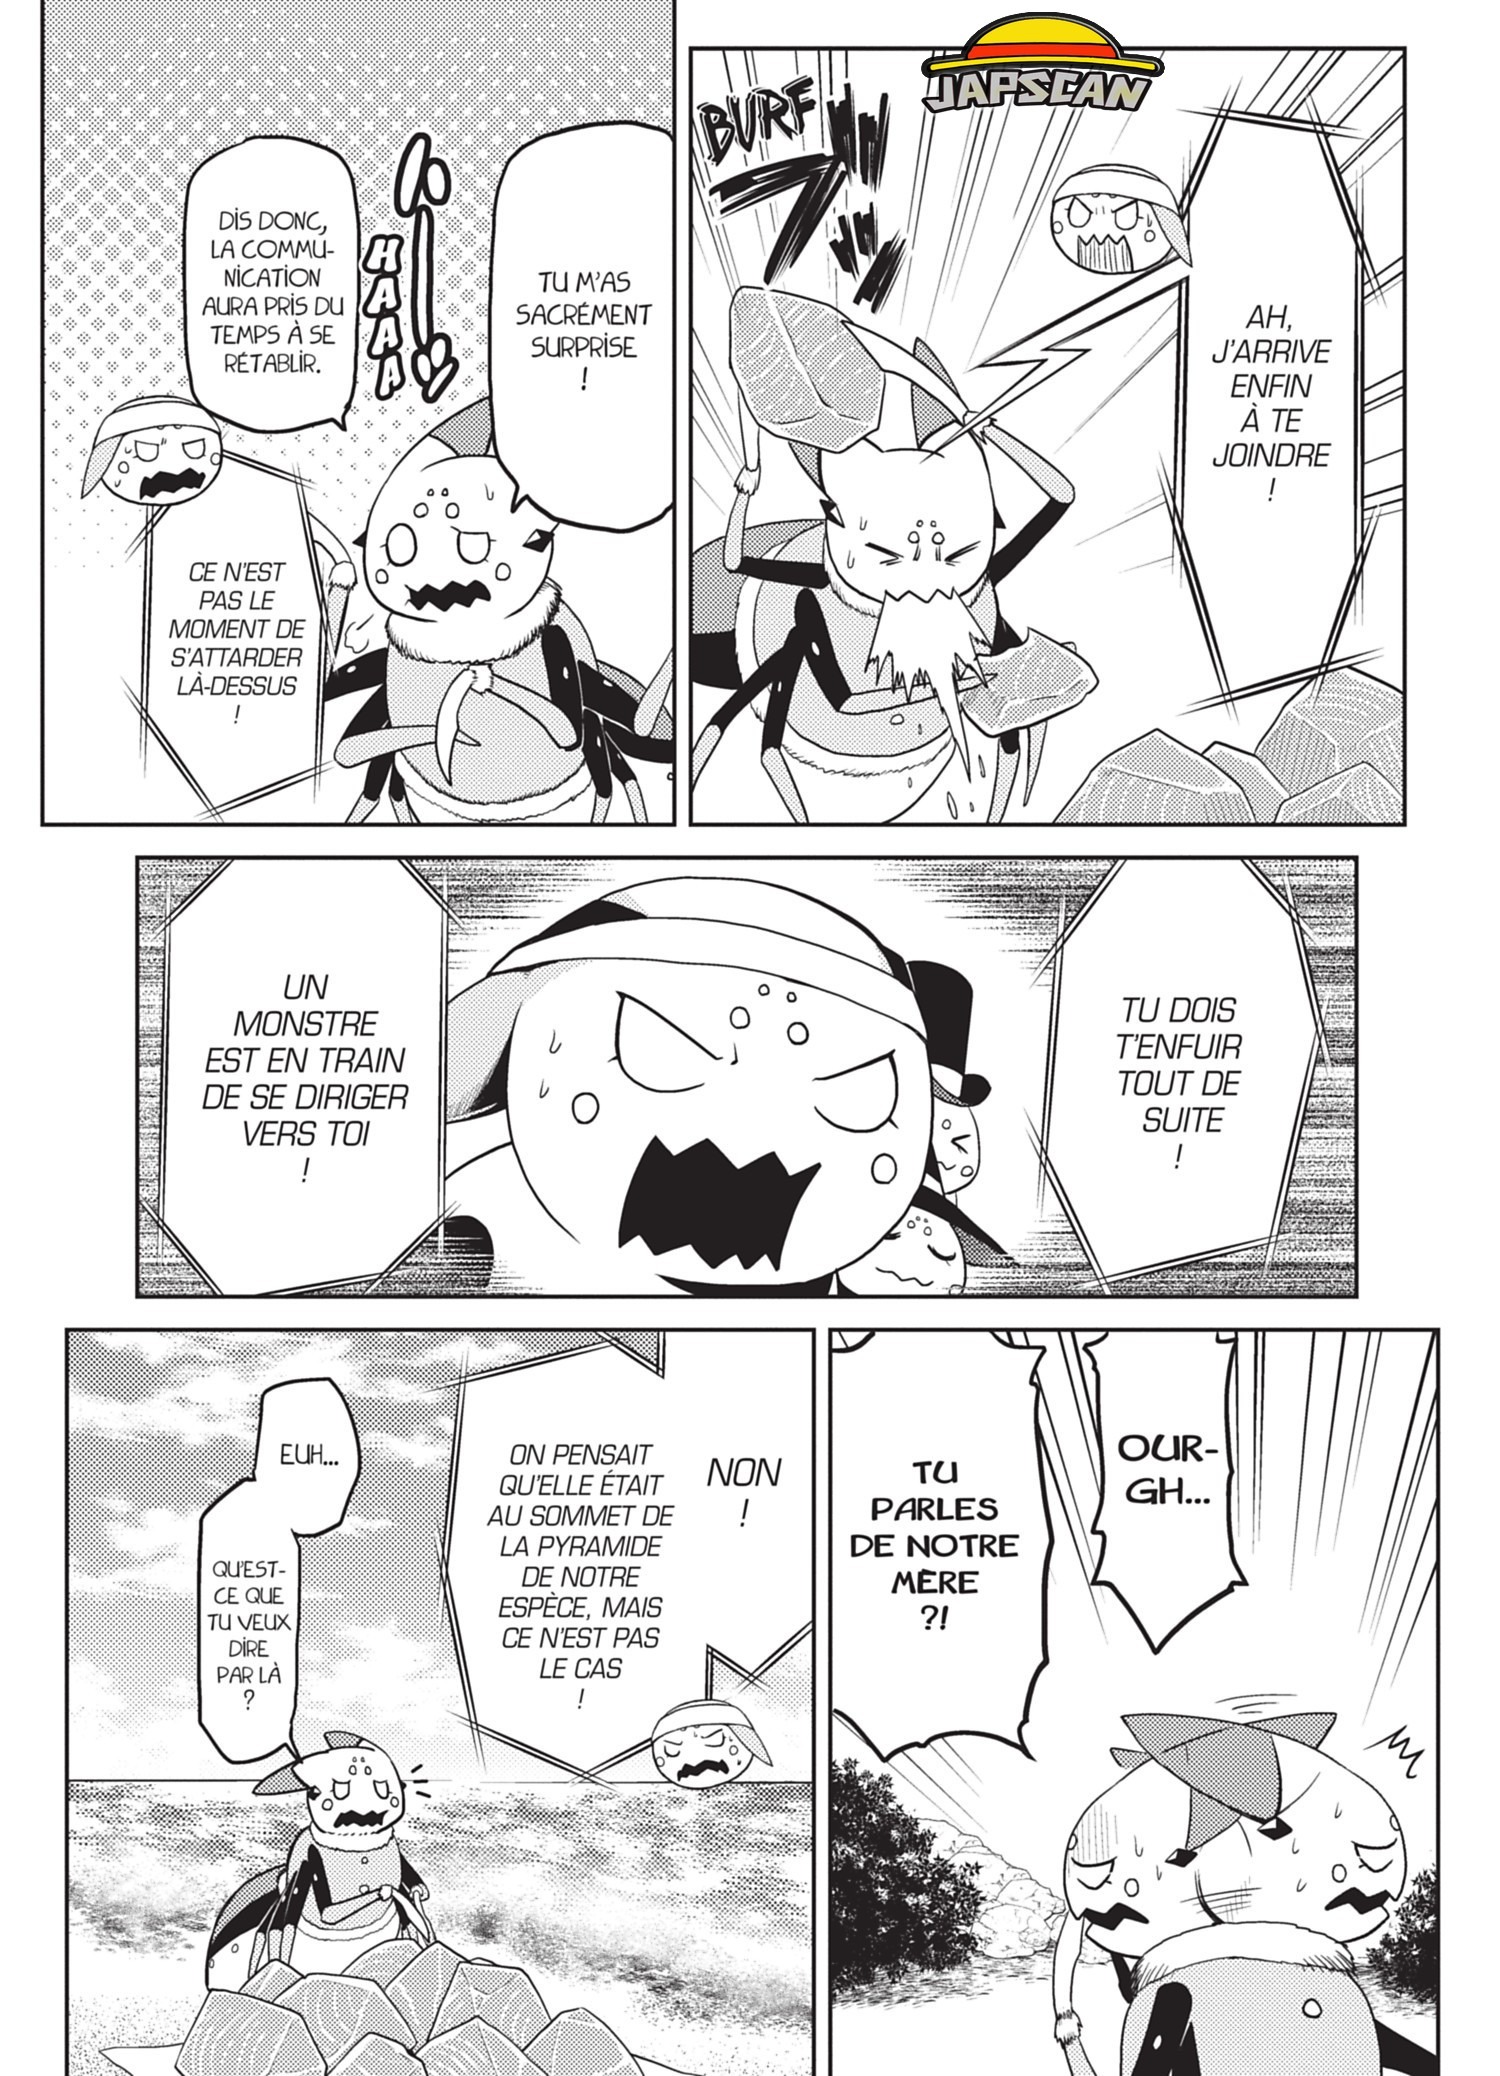 JAPSCAN
BURF
ブッ
AH,
J'ARRIVE
ENFIN
À TE
JOINDRE
!
TU M'AS
SACRÉMENT
SURPRISE
!
HAAA
DIS DONC,
LA COMMU-
NICATION
AURA PRIS DU
TEMPS À SE
RÉTABLIR.
CE N'EST
PAS LE
MOMENT DE
S'ATTARDER
LÀ-DESSUS
!
TU DOIS
T'ENFUIR
TOUT DE
SUITE
!
UN
MONSTRE
EST EN TRAIN
DE SE DIRIGER
VERS TOI
!
OUR-
GH...
TU
PARLES
DE NOTRE
MÈRE
?!
NON
!
ON PENSAIT
QU'ELLE ÉTAIT
AU SOMMET DE
LA PYRAMIDE
DE NOTRE
ESPÈCE, MAIS
CE N'EST PAS
LE CAS
!
EUH...
QU'EST-
CE QUE
TU VEUX
DIRE
PAR LÀ
?